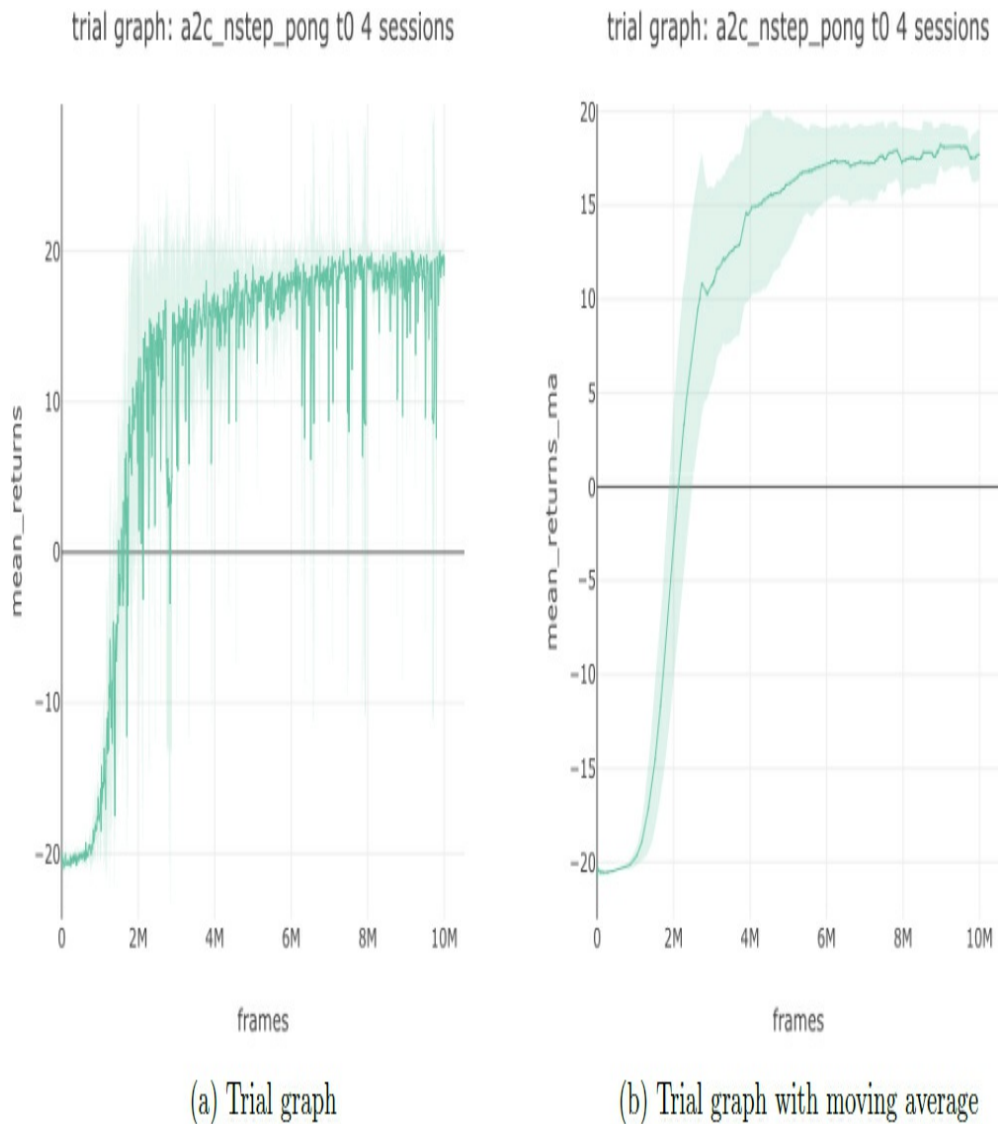 trial graph: a2c_nstep_pong t0 4 sessions
mean_returns
20
10
0
−10
−20
0 2M 4M 6M 8M 10M
frames
(a) Trial graph
trial graph: a2c_nstep_pong t0 4 sessions
mean_returns_ma
20
15
10
5
0
−5
−10
−15
−20
0 2M 4M 6M 8M 10M
frames
(b) Trial graph with moving average